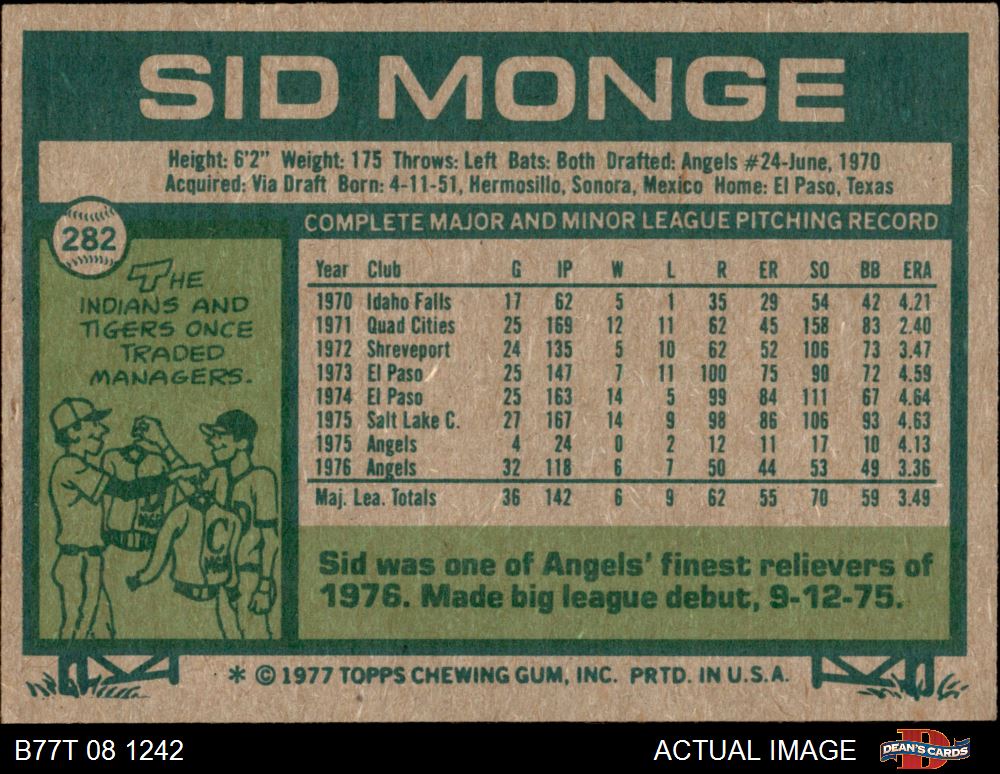 SID MONGE
Height: 6'2" Weight: 175 Throws: Left Bats: Both Drafted: Angels #24-June, 1970
Acquired: Via Draft Born: 4-11-51, Hermosillo, Sonora, Mexico Home: El Paso, Texas
282
THE
INDIANS AND
TIGERS ONCE
TRADED
MANAGERS.
C
MGR
COMPLETE MAJOR AND MINOR LEAGUE PITCHING RECORD
Year Club G IP W L R ER SO BB ERA
1970 Idaho Falls 17 62 5 1 35 29 54 42 4.21
1971 Quad Cities 25 169 12 11 62 45 158 83 2.40
1972 Shreveport 24 135 5 10 62 52 106 73 3.47
1973 El Paso 25 147 7 11 100 75 90 72 4.59
1974 El Paso 25 163 14 5 99 84 111 67 4.64
1975 Salt Lake C. 27 167 14 9 98 86 106 93 4.63
1975 Angels 4 24 0 2 12 11 17 10 4.13
1976 Angels 32 118 6 7 50 44 53 49 3.36
Maj. Lea. Totals 36 142 6 9 62 55 70 59 3.49
Sid was one of Angels' finest relievers of
1976. Made big league debut, 9-12-75.
* © 1977 TOPPS CHEWING GUM, INC. PRTD. IN U.S.A.
B77T 08 1242
ACTUAL IMAGE
D
DEAN'S CARDS